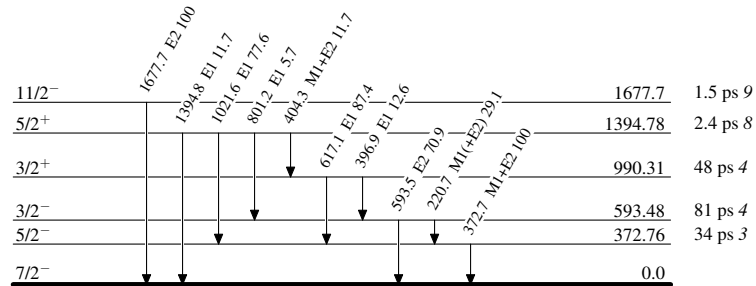 1677.7 E2 100
1394.8 E1 11.7
1021.6 E1 77.6
801.2 E1 5.7
404.3 M1+E2 11.7
617.1 E1 87.4
396.9 E1 12.6
593.5 E2 70.9
220.7 M1(+E2) 29.1
372.7 M1+E2 100
11/2⁻ 1677.7 1.5 ps 9
5/2⁺ 1394.78 2.4 ps 8
3/2⁺ 990.31 48 ps 4
3/2⁻ 593.48 81 ps 4
5/2⁻ 372.76 34 ps 3
7/2⁻ 0.0